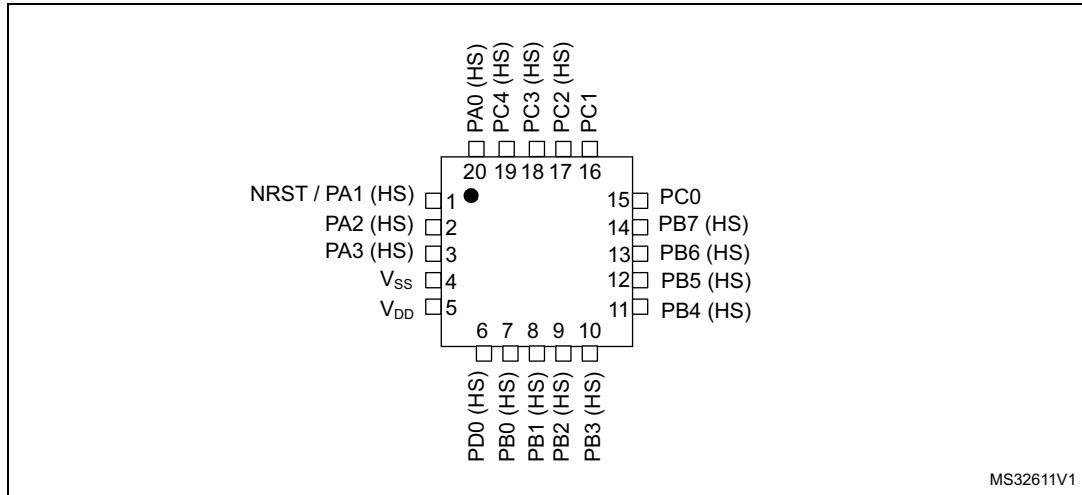 PA0 (HS)
PC4 (HS)
PC3 (HS)
PC2 (HS)
PC1
20 19 18 17 16
NRST / PA1 (HS) 1
PA2 (HS) 2
PA3 (HS) 3
VSS 4
VDD 5
15 PC0
14 PB7 (HS)
13 PB6 (HS)
12 PB5 (HS)
11 PB4 (HS)
6 7 8 9 10
PD0 (HS)
PB0 (HS)
PB1 (HS)
PB2 (HS)
PB3 (HS)
MS32611V1